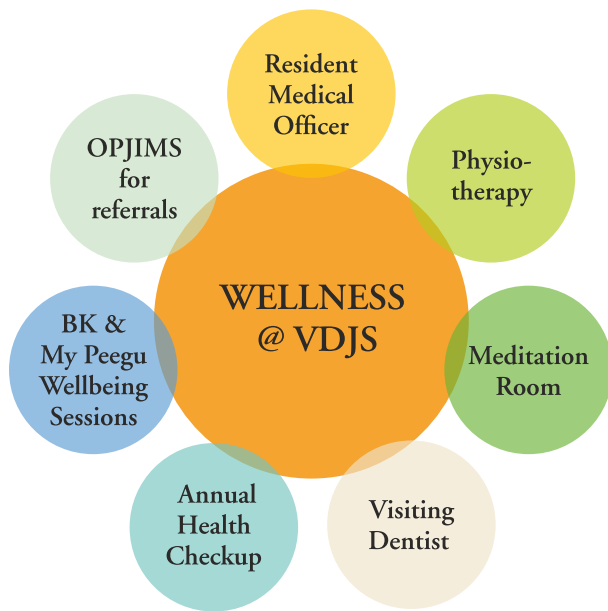 WELLNESS
@ VDJS
Resident
Medical
Officer
Physio-
therapy
Meditation
Room
Visiting
Dentist
Annual
Health
Checkup
BK &
My Peegu
Wellbeing
Sessions
OPJIMS
for
referrals